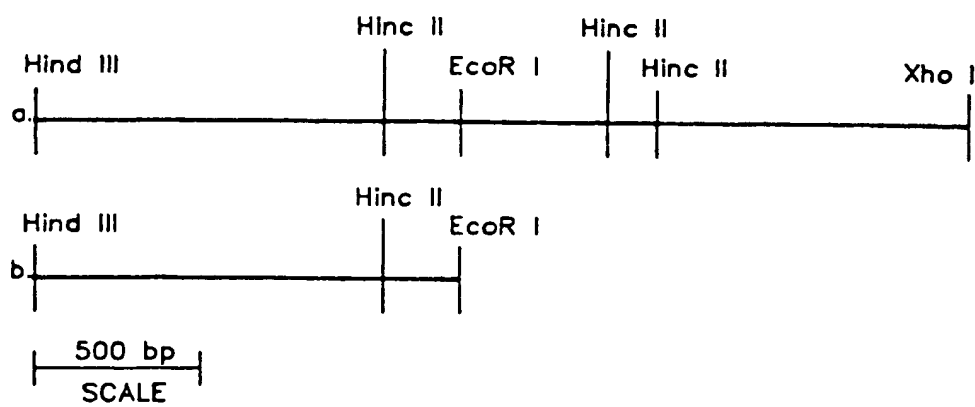 Hinc II Hinc II
Hind III EcoR I Hinc II Xho I
a.
Hinc II
Hind III EcoR I
b.
500 bp
SCALE